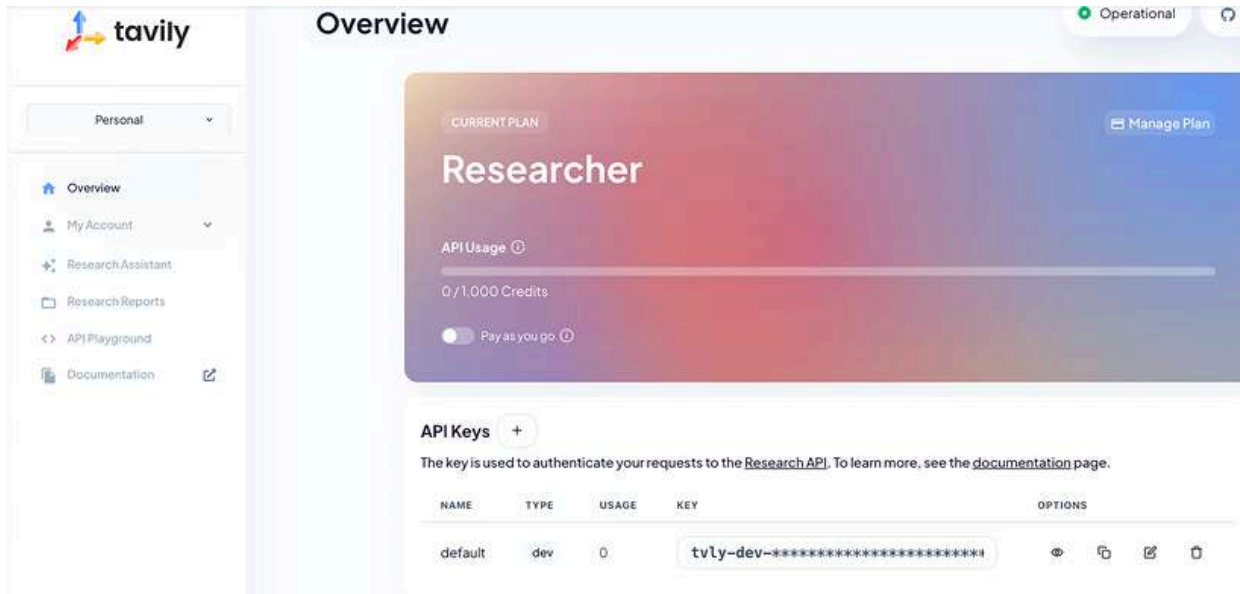 tavily
Overview
Operational
Personal
Overview
My Account
Research Assistant
Research Reports
API Playground
Documentation
CURRENT PLAN
Manage Plan
Researcher
API Usage
0 / 1,000 Credits
Pay as you go
API Keys +
The key is used to authenticate your requests to the Research API. To learn more, see the documentation page.
NAME TYPE USAGE KEY OPTIONS
default dev 0 tvly-dev-************************